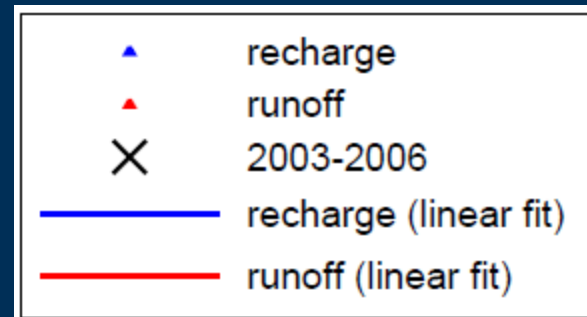 recharge
runoff
2003-2006
recharge (linear fit)
runoff (linear fit)